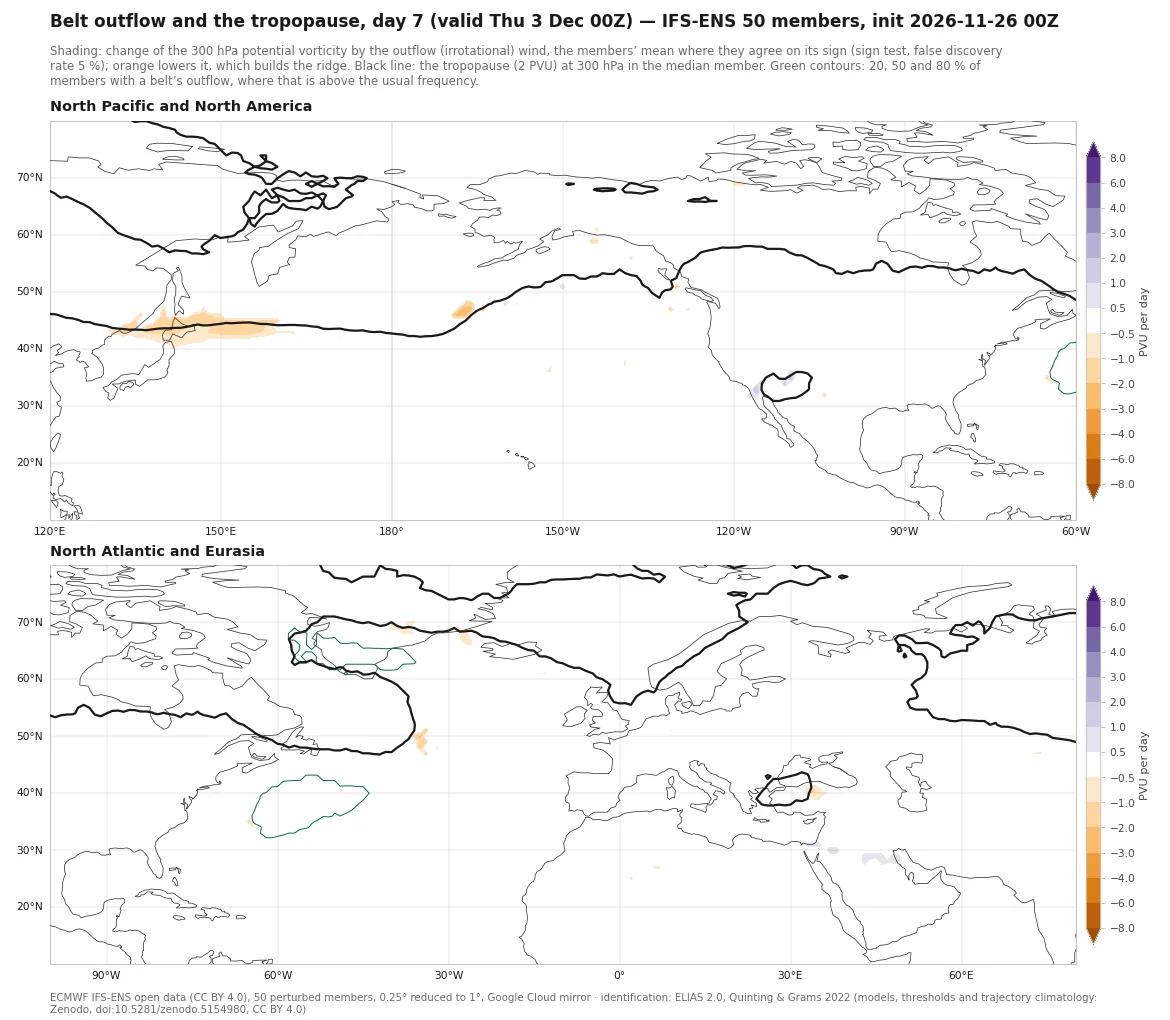 Belt outflow and the tropopause, day 7 (valid Thu 3 Dec 00Z) — IFS-ENS 50 members, init 2026-11-26 00Z
Shading: change of the 300 hPa potential vorticity by the outflow (irrotational) wind, the members’ mean where they agree on its sign (sign test, false discovery
rate 5 %); orange lowers it, which builds the ridge. Black line: the tropopause (2 PVU) at 300 hPa in the median member. Green contours: 20, 50 and 80 % of
members with a belt’s outflow, where that is above the usual frequency.
North Pacific and North America
70°N
60°N
50°N
40°N
30°N
20°N
120°E
150°E
180°
150°W
120°W
90°W
60°W
8.0
6.0
4.0
3.0
2.0
1.0
0.5
−0.5
−1.0
−2.0
−3.0
−4.0
−6.0
−8.0
PVU per day
North Atlantic and Eurasia
70°N
60°N
50°N
40°N
30°N
20°N
90°W
60°W
30°W
0°
30°E
60°E
8.0
6.0
4.0
3.0
2.0
1.0
0.5
−0.5
−1.0
−2.0
−3.0
−4.0
−6.0
−8.0
PVU per day
ECMWF IFS-ENS open data (CC BY 4.0), 50 perturbed members, 0.25° reduced to 1°, Google Cloud mirror · identification: ELIAS 2.0, Quinting & Grams 2022 (models, thresholds and trajectory climatology:
Zenodo, doi:10.5281/zenodo.5154980, CC BY 4.0)